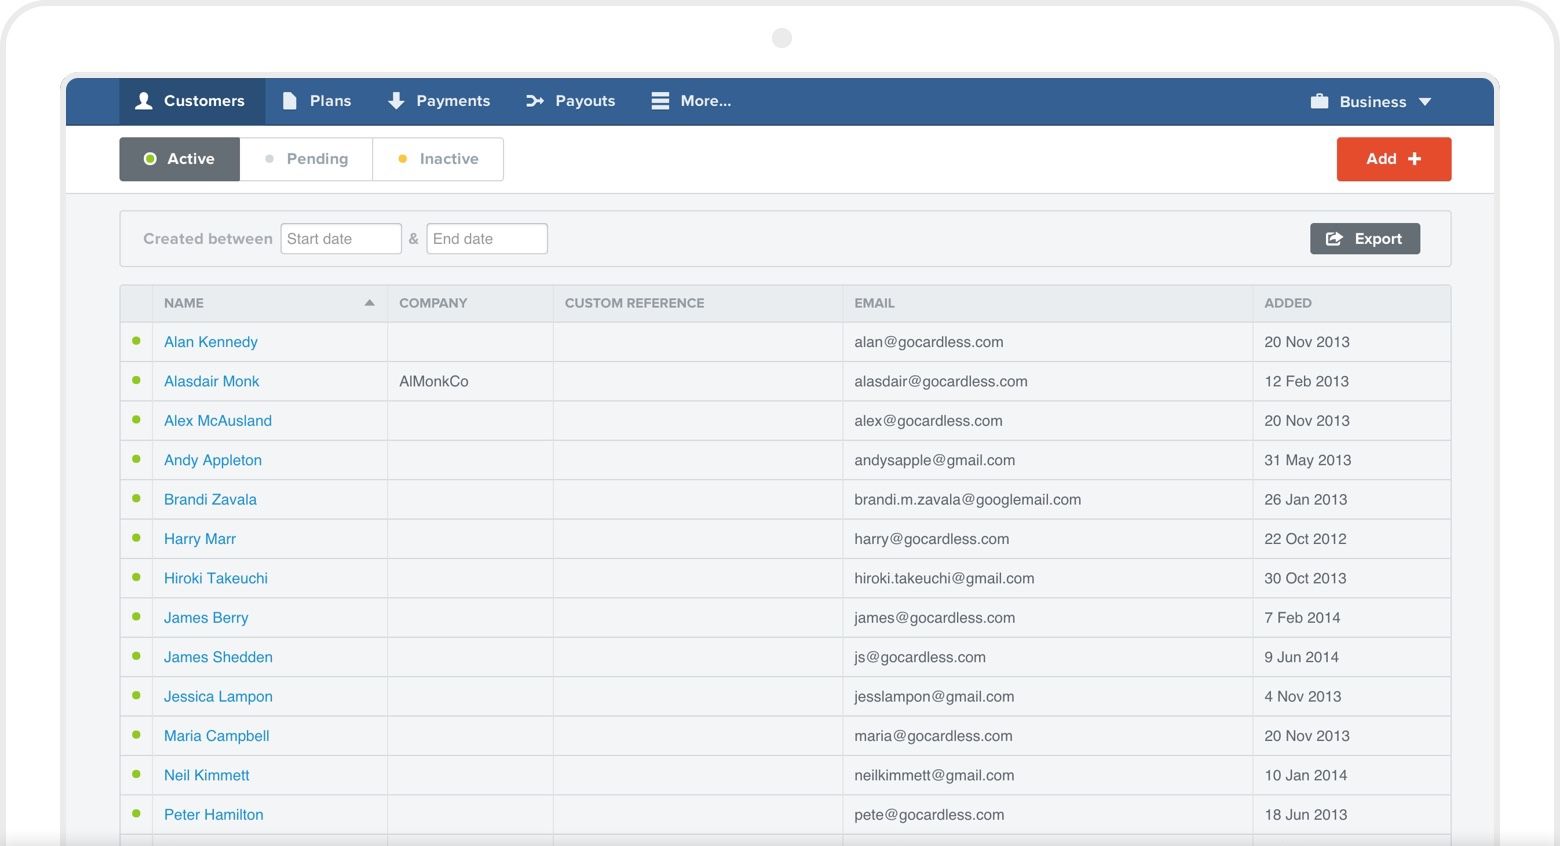 Customers Plans Payments Payouts More... Business
Active Pending Inactive Add
Created between Start date & End date Export
NAME COMPANY CUSTOM REFERENCE EMAIL ADDED
Alan Kennedy alan@gocardless.com 20 Nov 2013
Alasdair Monk AlMonkCo alasdair@gocardless.com 12 Feb 2013
Alex McAusland alex@gocardless.com 20 Nov 2013
Andy Appleton andysapple@gmail.com 31 May 2013
Brandi Zavala brandi.m.zavala@googlemail.com 26 Jan 2013
Harry Marr harry@gocardless.com 22 Oct 2012
Hiroki Takeuchi hiroki.takeuchi@gmail.com 30 Oct 2013
James Berry james@gocardless.com 7 Feb 2014
James Shedden js@gocardless.com 9 Jun 2014
Jessica Lampon jesslampon@gmail.com 4 Nov 2013
Maria Campbell maria@gocardless.com 20 Nov 2013
Neil Kimmett neilkimmett@gmail.com 10 Jan 2014
Peter Hamilton pete@gocardless.com 18 Jun 2013